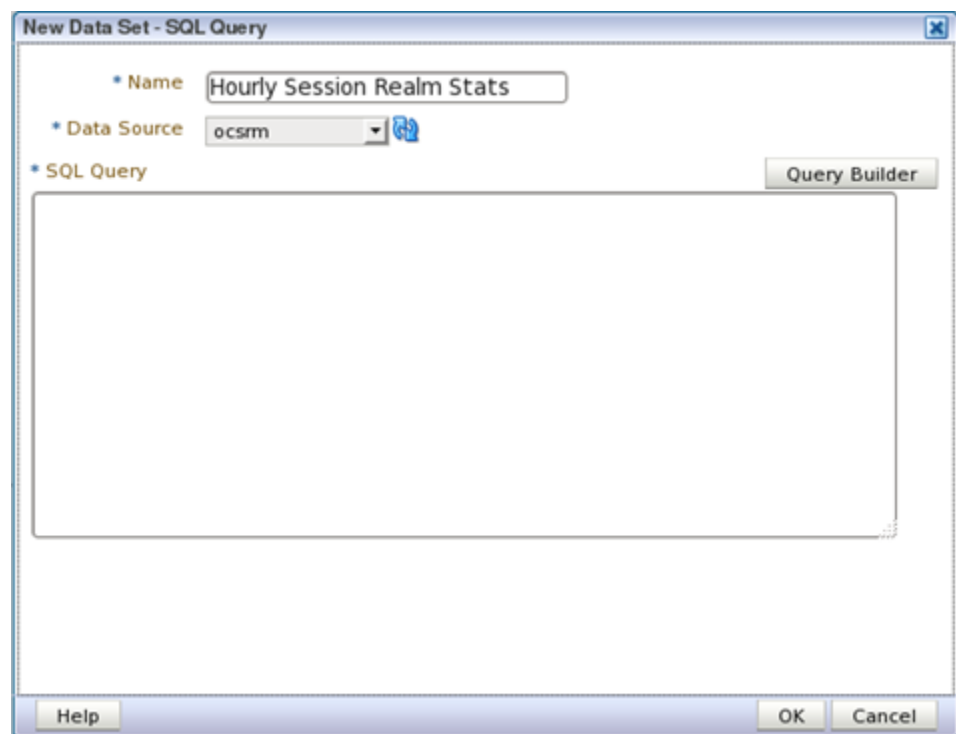 New Data Set - SQL Query
* Name Hourly Session Realm Stats
* Data Source ocsrm
* SQL Query Query Builder
Help OK Cancel